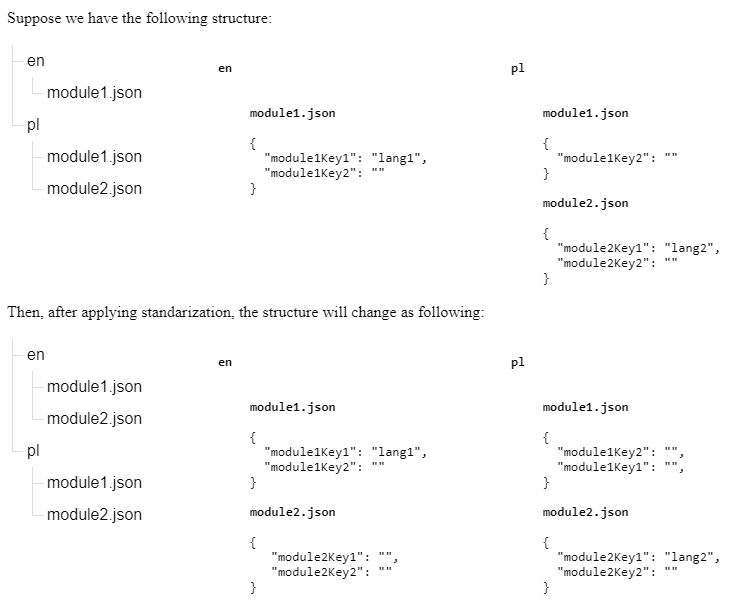 Suppose we have the following structure:
en
module1.json
pl
module1.json
module2.json
en
module1.json
{
"module1Key1": "lang1",
"module1Key2": ""
}
pl
module1.json
{
"module1Key2": ""
}
module2.json
{
"module2Key1": "lang2",
"module2Key2": ""
}
Then, after applying standarization, the structure will change as following:
en
module1.json
module2.json
pl
module1.json
module2.json
en
module1.json
{
"module1Key1": "lang1",
"module1Key2": ""
}
module2.json
{
"module2Key1": "",
"module2Key2": ""
}
pl
module1.json
{
"module1Key2": "",
"module1Key1": "",
}
module2.json
{
"module2Key1": "lang2",
"module2Key2": ""
}